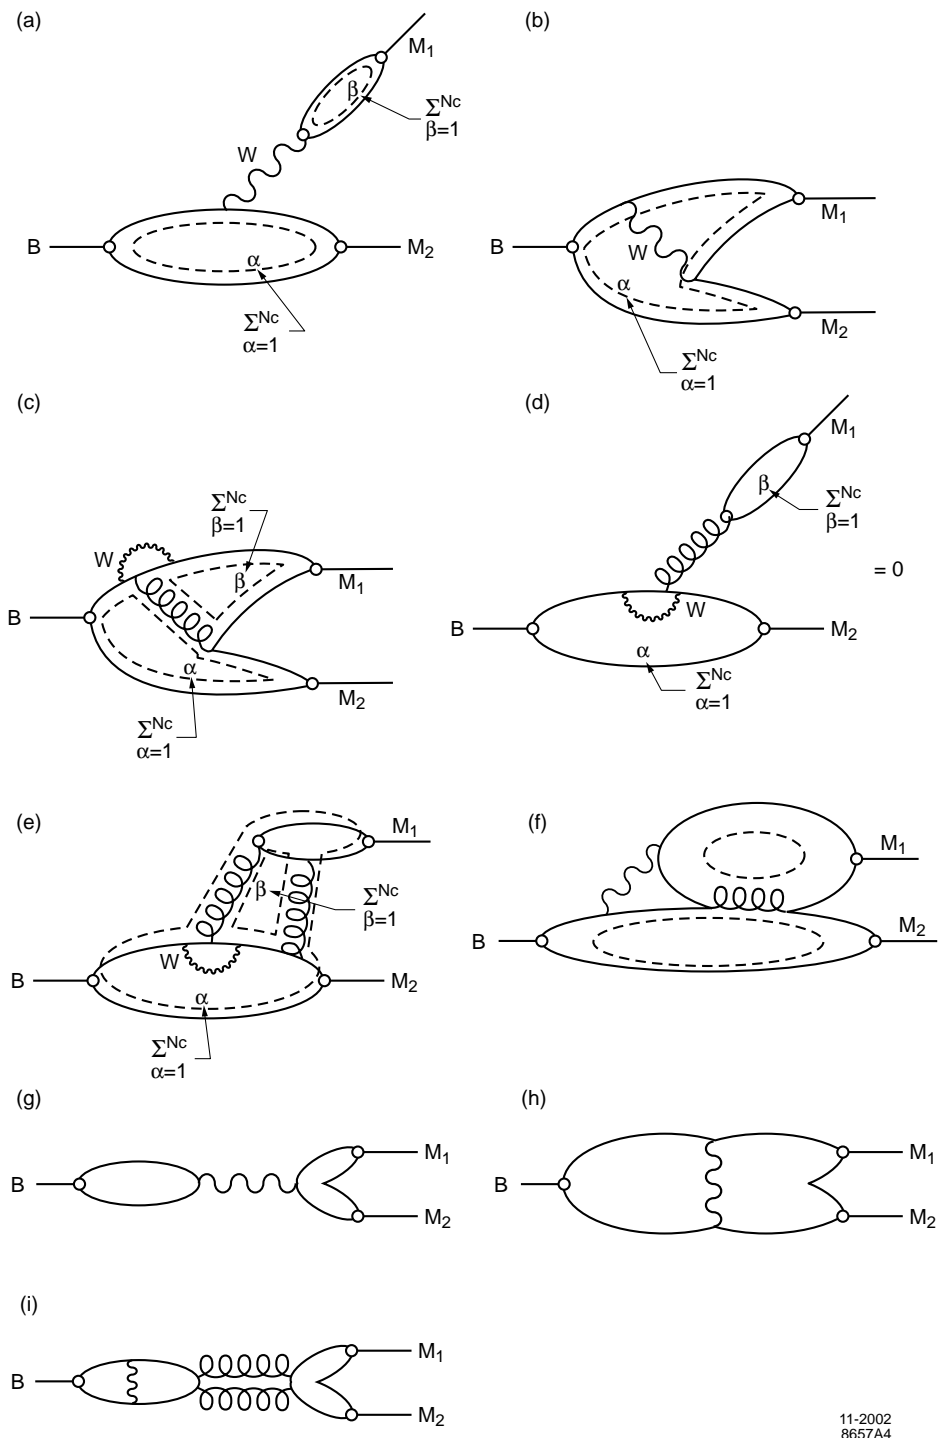 (a)
M1
β
Σ^Nc
β=1
W
B
α
M2
Σ^Nc
α=1
(b)
B
M1
W
α
M2
Σ^Nc
α=1
(c)
Σ^Nc
β=1
W
β
M1
B
α
M2
Σ^Nc
α=1
(d)
M1
β
Σ^Nc
β=1
= 0
W
B
M2
α
Σ^Nc
α=1
(e)
M1
β
Σ^Nc
β=1
W
B
M2
α
Σ^Nc
α=1
(f)
M1
M2
B
(g)
M1
B
M2
(h)
M1
B
M2
(i)
M1
B
M2
11-2002
8657A4